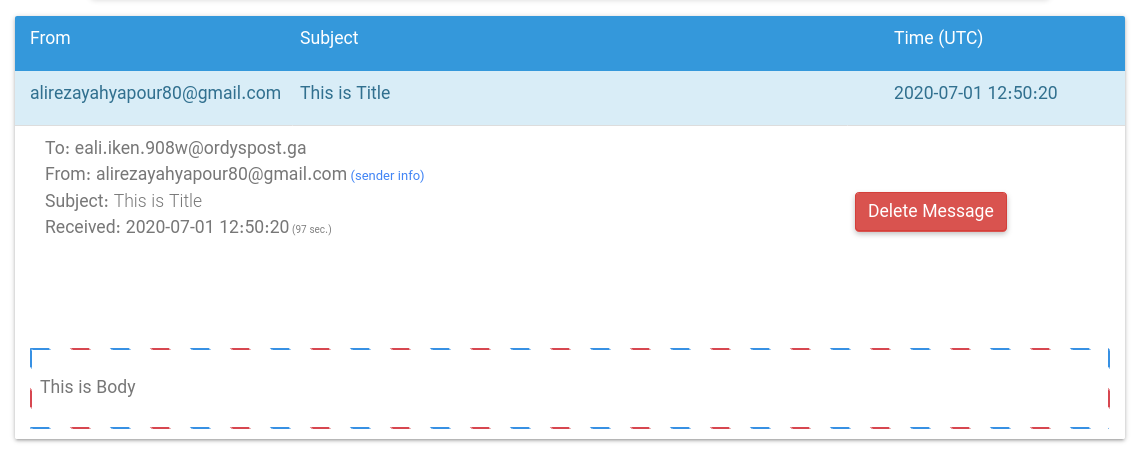 From Subject Time (UTC)
alirezayahyapour80@gmail.com This is Title 2020-07-01 12:50:20
To: eali.iken.908w@ordyspost.ga
From: alirezayahyapour80@gmail.com (sender info)
Subject: This is Title
Delete Message
Received: 2020-07-01 12:50:20 (97 sec.)
This is Body